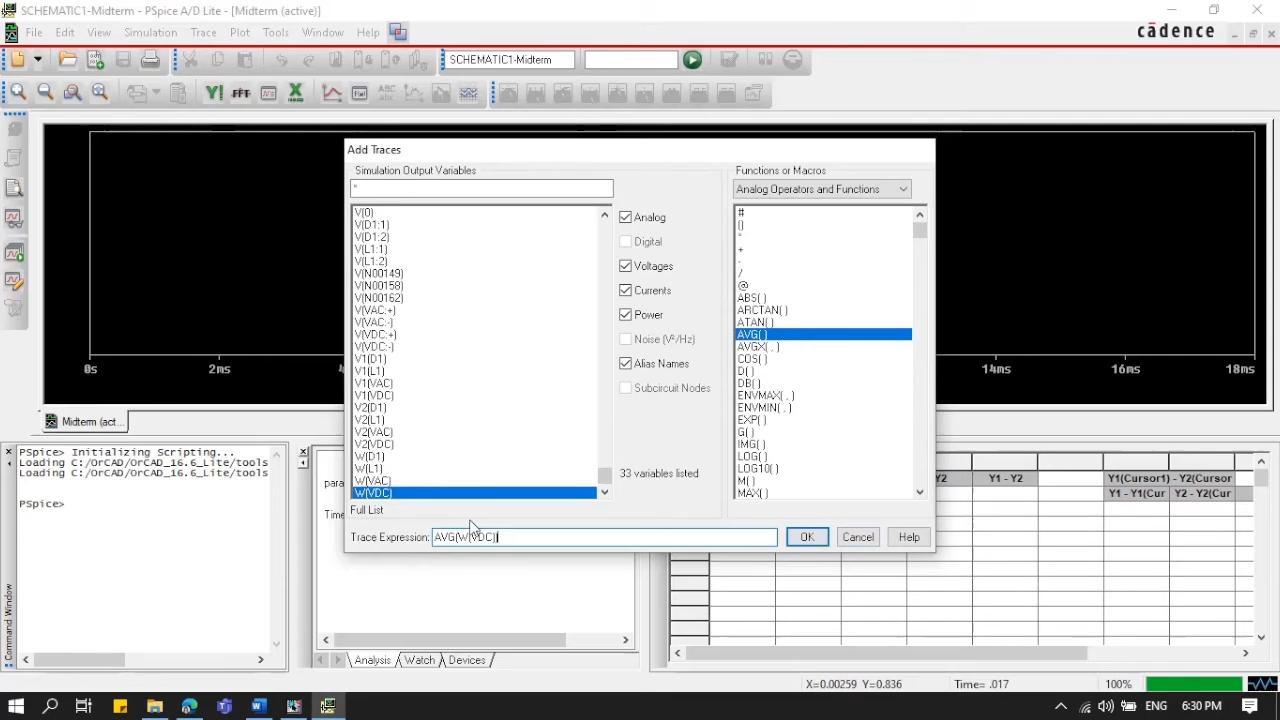 SCHEMATIC1-Midterm - PSpice A/D Lite - [Midterm (active)]
File Edit View Simulation Trace Plot Tools Window Help
cādence
SCHEMATIC1-Midterm
Add Traces
Simulation Output Variables
*
V(0)
V(D1:1)
V(D1:2)
V(L1:1)
V(L1:2)
V(N00149)
V(N00158)
V(N00162)
V(VAC:+)
V(VAC:-)
V(VDC:+)
V(VDC:-)
V1(D1)
V1(L1)
V1(VAC)
V1(VDC)
V2(D1)
V2(L1)
V2(VAC)
V2(VDC)
W(D1)
W(L1)
W(VAC)
W(VDC)
Full List
Analog
Digital
Voltages
Currents
Power
Noise (V²/Hz)
Alias Names
Subcircuit Nodes
33 variables listed
Functions or Macros
Analog Operators and Functions
#
()
*
+
-
/
@
ABS( )
ARCTAN( )
ATAN( )
AVG( )
AVGX( , )
COS( )
D( )
DB( )
ENVMAX( , )
ENVMIN( , )
EXP( )
G( )
IMG( )
LOG( )
LOG10( )
M( )
MAX( )
Trace Expression: AVG(W(VDC))
OK Cancel Help
0s 2ms 14ms 16ms 18ms
Midterm (act...
PSpice> Initializing Scripting...
Loading C:/OrCAD/OrCAD_16.6_Lite/tools
Loading C:/OrCAD/OrCAD_16.6_Lite/tools
PSpice>
Command Window
Analysis Watch Devices
Y2 Y1 - Y2 Y1(Cursor1) - Y2(Cursor
Y1 - Y1(Cur Y2 - Y2(Cur
X=0.00259 Y=0.836 Time= .017 100%
ENG 6:30 PM